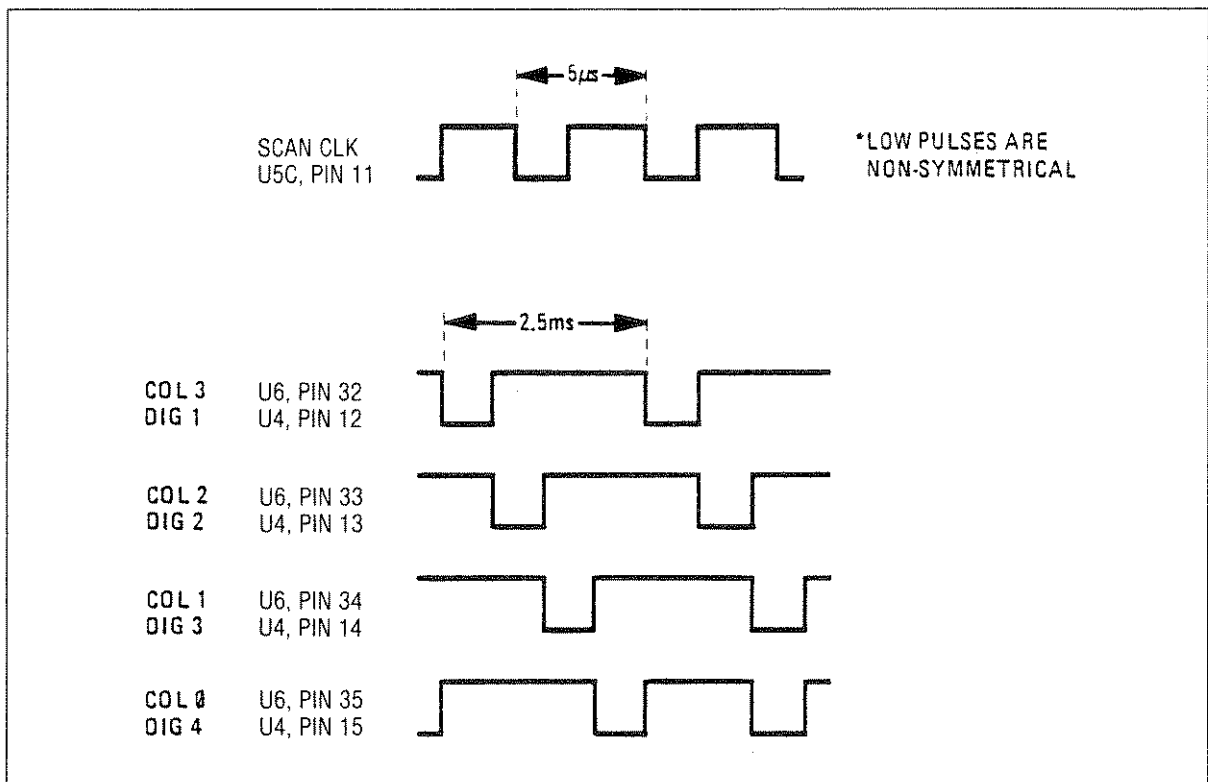 5µs
SCAN CLK
U5C, PIN 11
*LOW PULSES ARE
NON-SYMMETRICAL
2.5ms
COL 3 U6, PIN 32
DIG 1 U4, PIN 12
COL 2 U6, PIN 33
DIG 2 U4, PIN 13
COL 1 U6, PIN 34
DIG 3 U4, PIN 14
COL 0 U6, PIN 35
DIG 4 U4, PIN 15